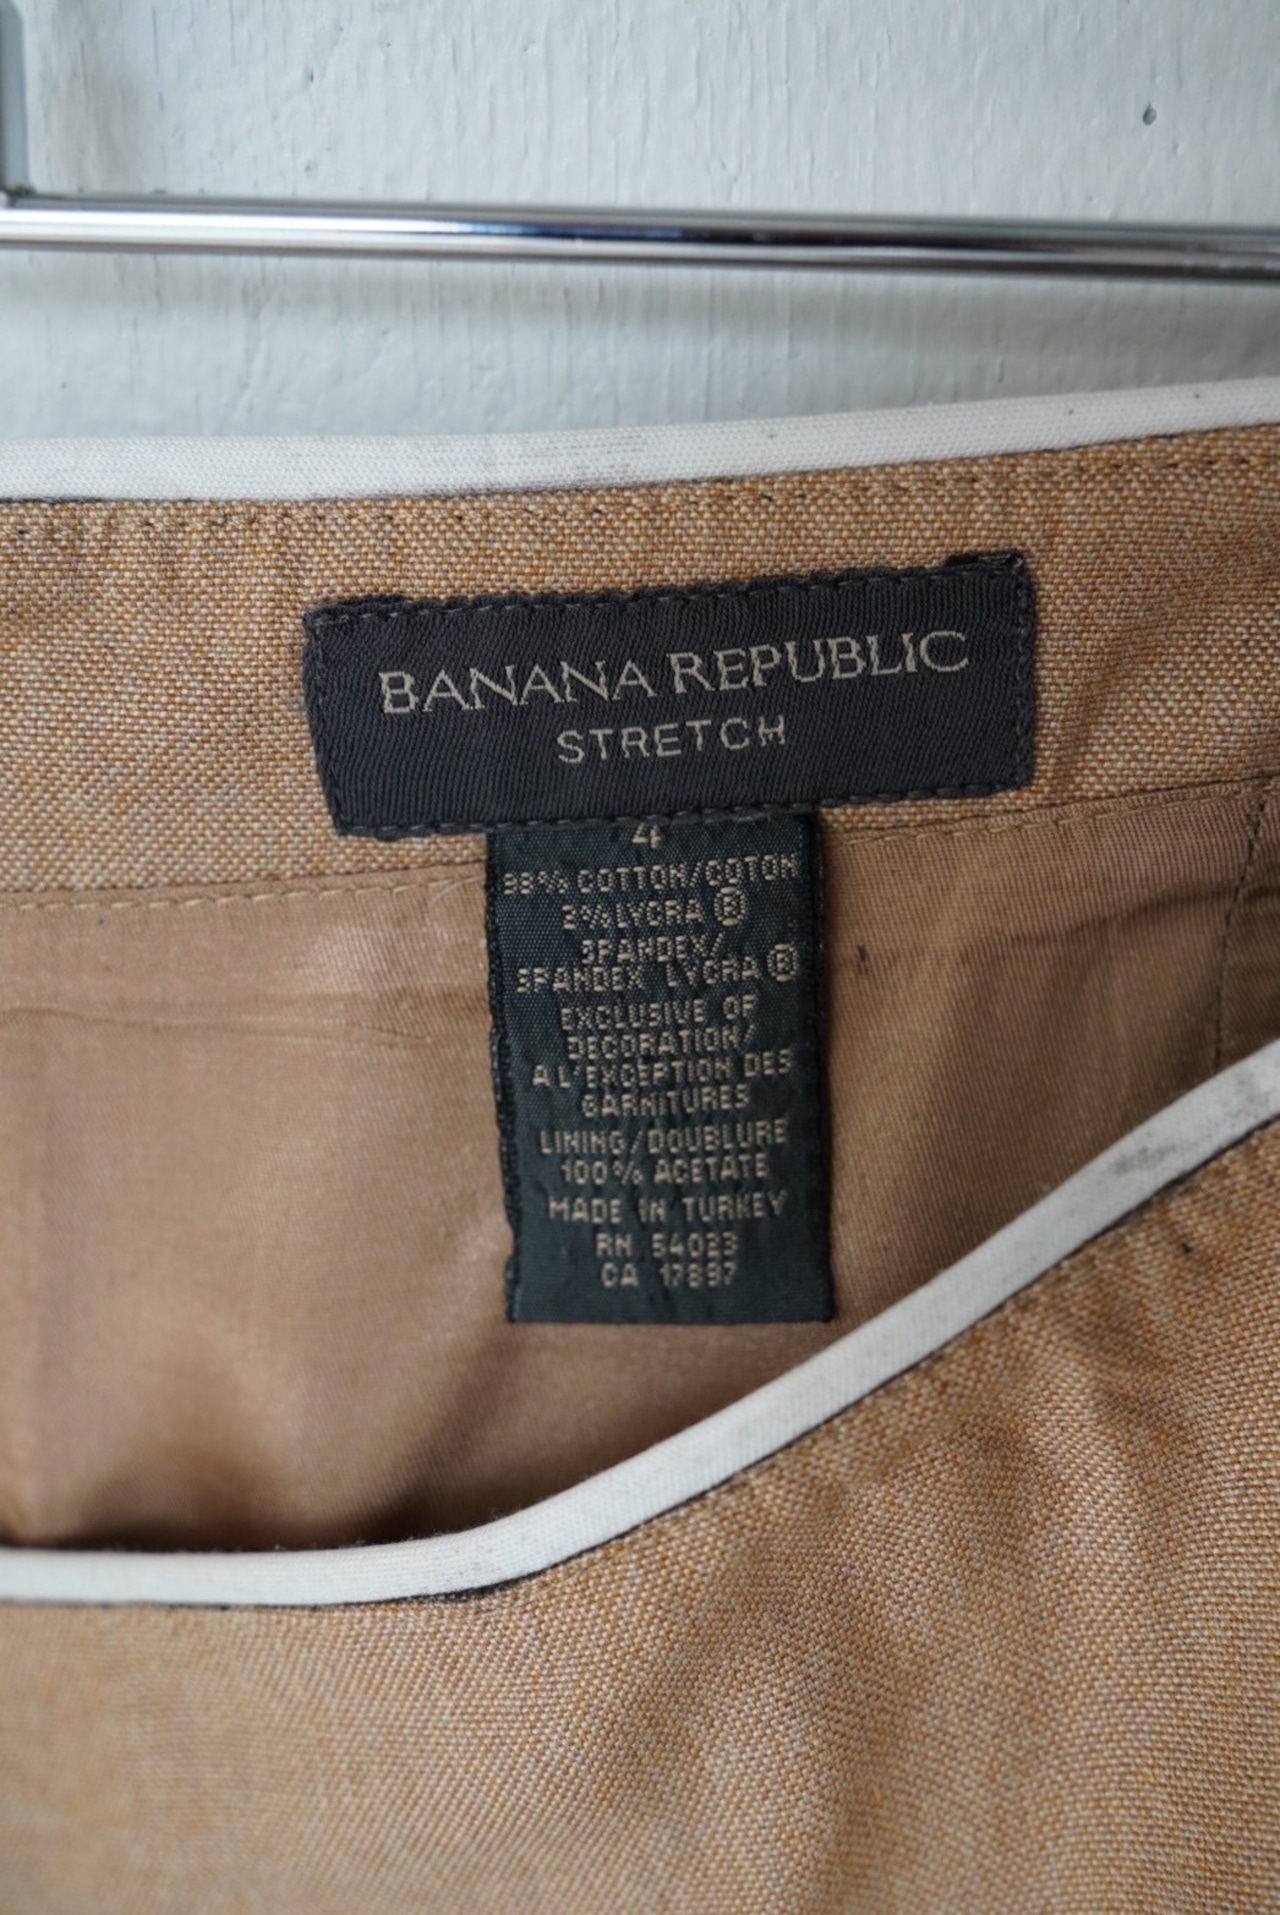 BANANA REPUBLIC
STRETCH
4
98% COTTON/COTON
2% LYCRA ®
SPANDEX/
SPANDEX LYCRA ®
EXCLUSIVE OF
DECORATION/
A L'EXCEPTION DES
GARNITURES
LINING/DOUBLURE
100% ACETATE
MADE IN TURKEY
RN 54023
CA 17897